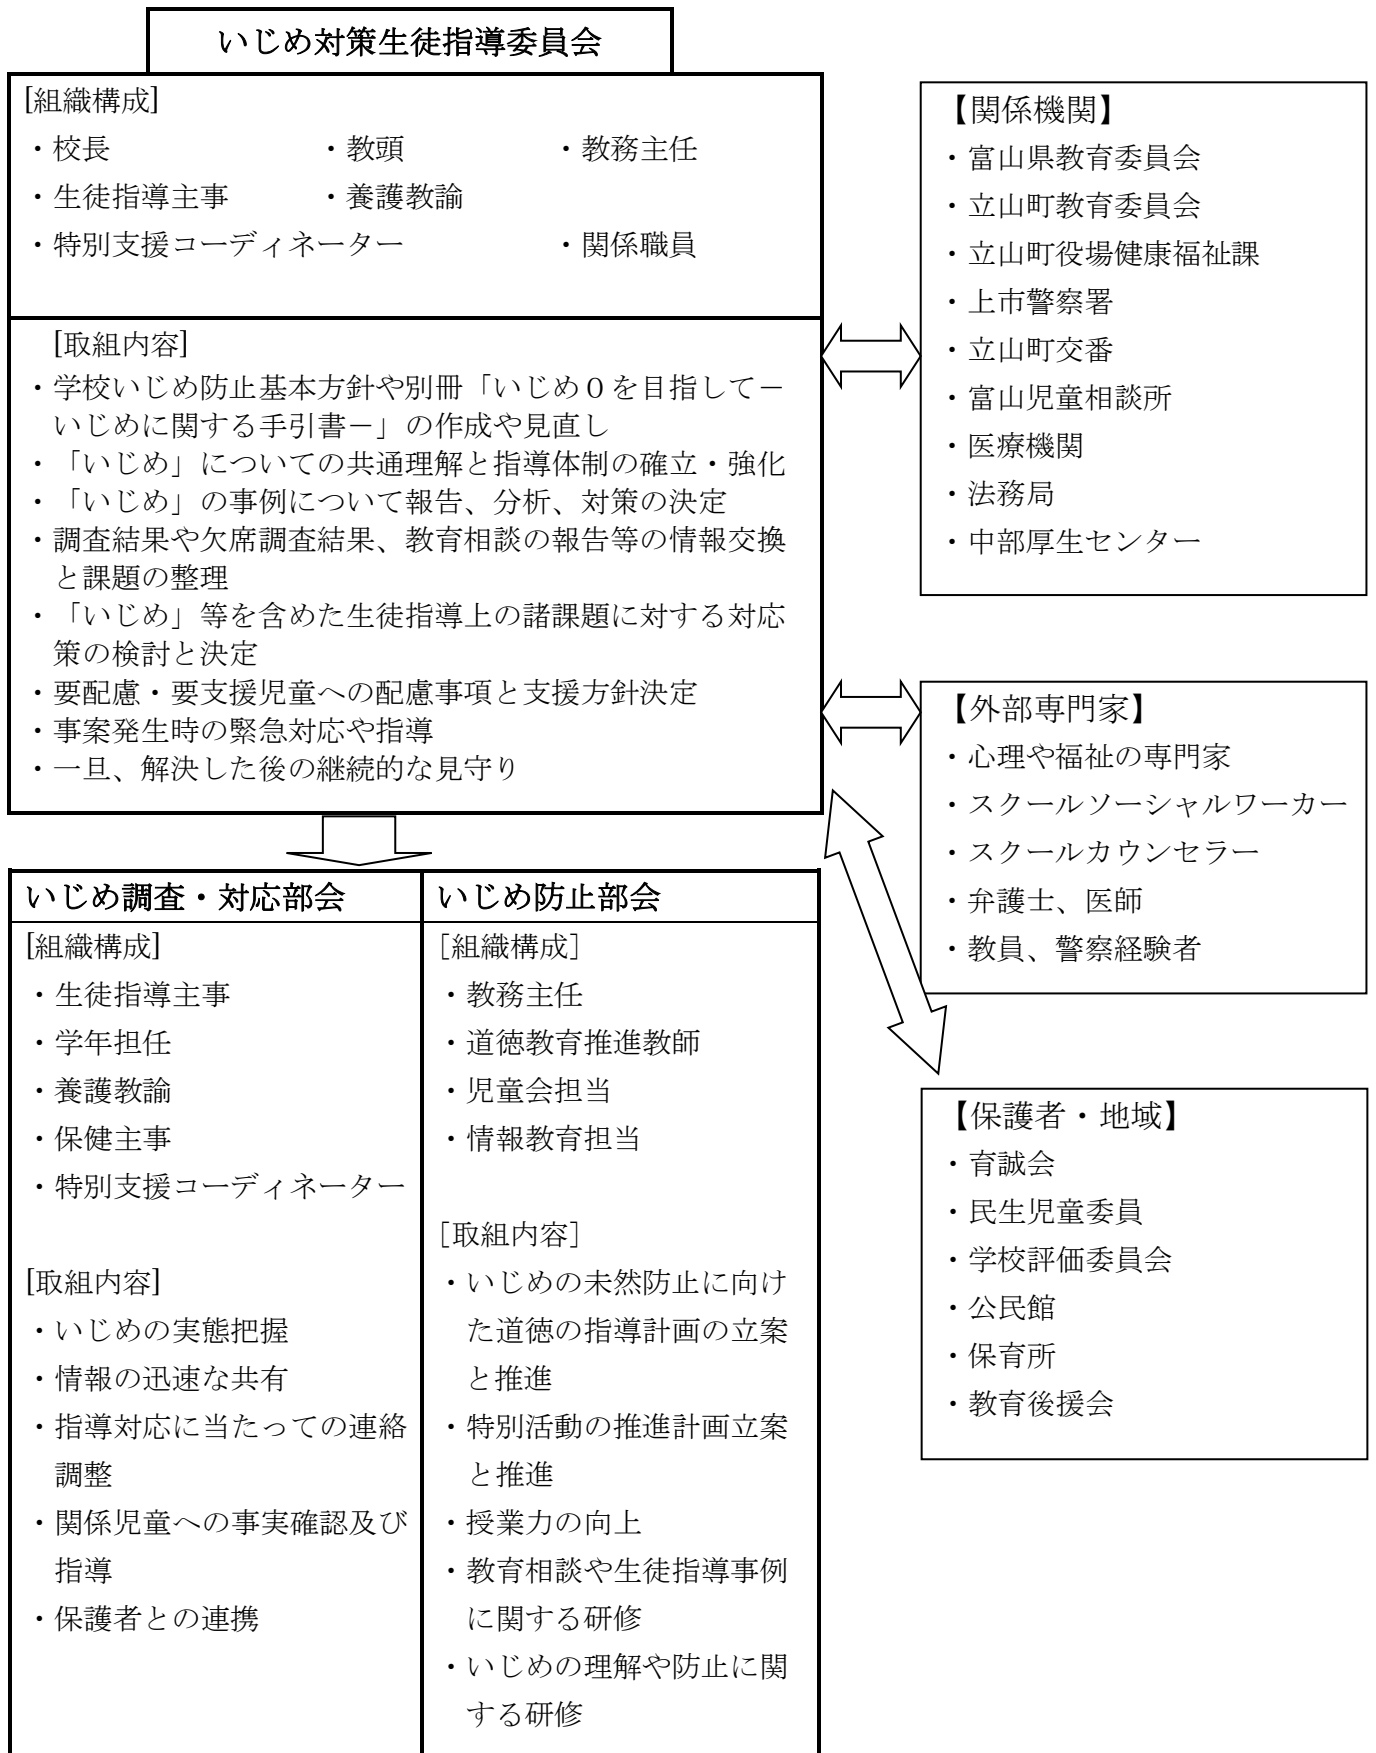 いじめ対策生徒指導委員会
[組織構成]
・校長 ・教頭 ・教務主任
・生徒指導主事 ・養護教諭
・特別支援コーディネーター ・関係職員
[取組内容]
・学校いじめ防止基本方針や別冊「いじめ０を目指して－
いじめに関する手引書－」の作成や見直し
・「いじめ」についての共通理解と指導体制の確立・強化
・「いじめ」の事例について報告、分析、対策の決定
・調査結果や欠席調査結果、教育相談の報告等の情報交換
と課題の整理
・「いじめ」等を含めた生徒指導上の諸課題に対する対応
策の検討と決定
・要配慮・要支援児童への配慮事項と支援方針決定
・事案発生時の緊急対応や指導
・一旦、解決した後の継続的な見守り
いじめ調査・対応部会
[組織構成]
・生徒指導主事
・学年担任
・養護教諭
・保健主事
・特別支援コーディネーター
[取組内容]
・いじめの実態把握
・情報の迅速な共有
・指導対応に当たっての連絡
調整
・関係児童への事実確認及び
指導
・保護者との連携
いじめ防止部会
［組織構成］
・教務主任
・道徳教育推進教師
・児童会担当
・情報教育担当
［取組内容］
・いじめの未然防止に向け
た道徳の指導計画の立案
と推進
・特別活動の推進計画立案
と推進
・授業力の向上
・教育相談や生徒指導事例
に関する研修
・いじめの理解や防止に関
する研修
【関係機関】
・富山県教育委員会
・立山町教育委員会
・立山町役場健康福祉課
・上市警察署
・立山町交番
・富山児童相談所
・医療機関
・法務局
・中部厚生センター
【外部専門家】
・心理や福祉の専門家
・スクールソーシャルワーカー
・スクールカウンセラー
・弁護士、医師
・教員、警察経験者
【保護者・地域】
・育誠会
・民生児童委員
・学校評価委員会
・公民館
・保育所
・教育後援会